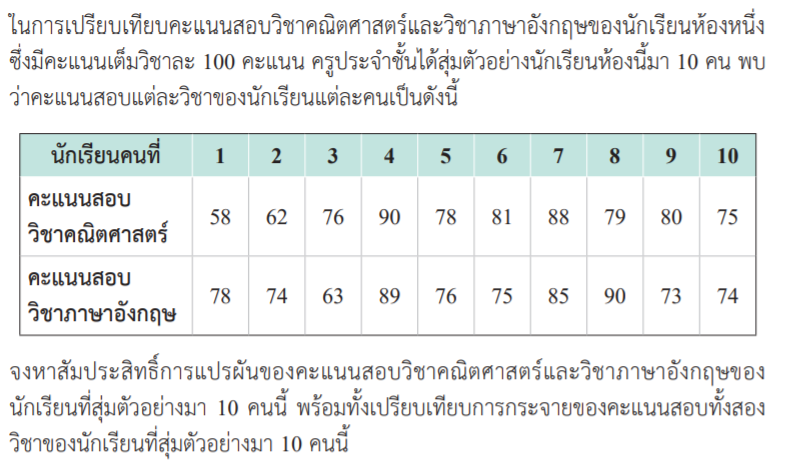 ในการเปรียบเทียบคะแนนสอบวิชาคณิตศาสตร์และวิชาภาษาอังกฤษของนักเรียนห้องหนึ่ง
ซึ่งมีคะแนนเต็มวิชาละ 100 คะแนน ครูประจำชั้นได้สุ่มตัวอย่างนักเรียนห้องนี้มา 10 คน พบ
ว่าคะแนนสอบแต่ละวิชาของนักเรียนแต่ละคนเป็นดังนี้
นักเรียนคนที่ 1 2 3 4 5 6 7 8 9 10
คะแนนสอบ
วิชาคณิตศาสตร์ 58 62 76 90 78 81 88 79 80 75
คะแนนสอบ
วิชาภาษาอังกฤษ 78 74 63 89 76 75 85 90 73 74
จงหาสัมประสิทธิ์การแปรผันของคะแนนสอบวิชาคณิตศาสตร์และวิชาภาษาอังกฤษของ
นักเรียนที่สุ่มตัวอย่างมา 10 คนนี้ พร้อมทั้งเปรียบเทียบการกระจายของคะแนนสอบทั้งสอง
วิชาของนักเรียนที่สุ่มตัวอย่างมา 10 คนนี้